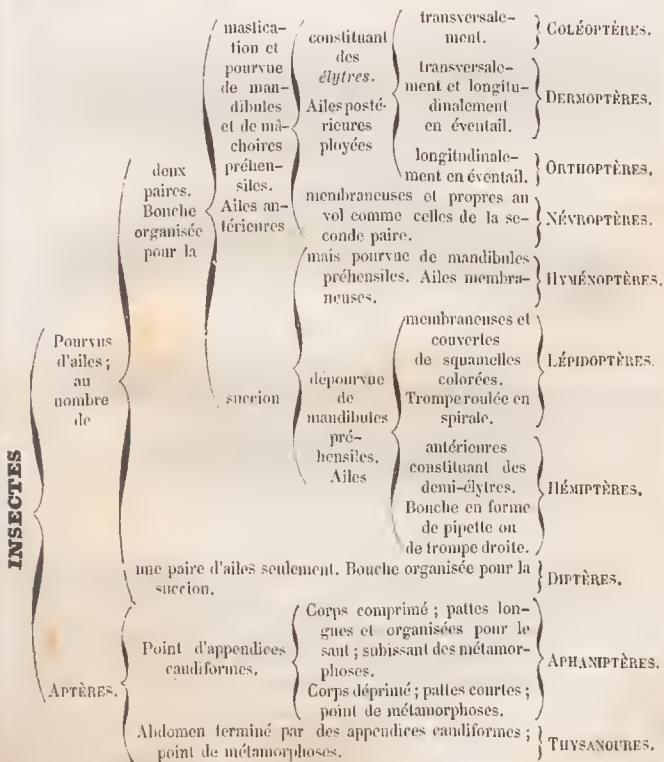 INSECTES
Pourvus
d'ailes ;
au
nombre
de
deux
paires.
Bouche
organisée
pour la
mastica-
tion et
pourvue
de man-
dibules
et de mâ-
choires
préhen-
siles.
Ailes an-
térieures
constituant
des
élytres.
Ailes posté-
rieures
ployées
transversale-
ment.
COLÉOPTÈRES.
transversale-
ment et longitu-
dinalement
en éventail.
DERMOPTÈRES.
longitudinale-
ment en éventail.
ORTHOPTÈRES.
membraneuses et propres au
vol comme celles de la se-
conde paire.
NÉVROPTÈRES.
succion
mais pourvue de mandibules
préhensiles. Ailes membra-
neuses.
HYMÉNOPTÈRES.
dépourvue
de
mandibules
pré-
hensiles.
Ailes
membraneuses et
couvertes
de squamelles
colorées.
Trompe roulée en
spirale.
LÉPIDOPTÈRES.
antérieures
constituant des
demi-élytres.
Bouche en forme
de pipette ou
de trompe droite.
HÉMIPTÈRES.
une paire d'ailes seulement. Bouche organisée pour la
succion.
DIPTÈRES.
APTÈRES.
Point d'appendices
caudiformes.
Corps comprimé ; pattes lon-
gues et organisées pour le
saut ; subissant des métamor-
phoses.
Corps déprimé ; pattes courtes ;
point de métamorphoses.
APHANIPTÈRES.
Abdomen terminé par des appendices caudiformes ;
point de métamorphoses.
THYSANOURES.